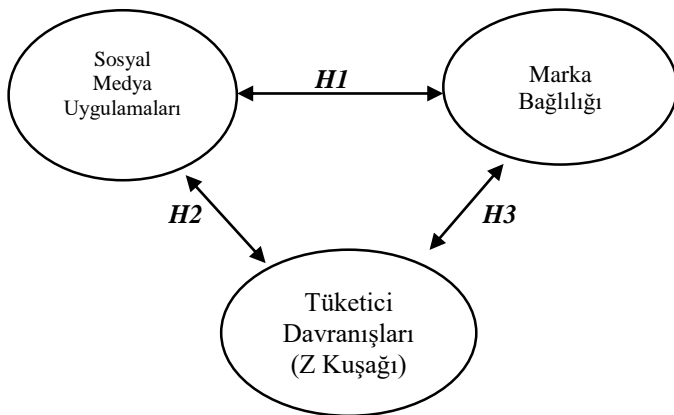 Sosyal
Medya
Uygulamaları
H1
Marka
Bağlılığı
H2
H3
Tüketici
Davranışları
(Z Kuşağı)